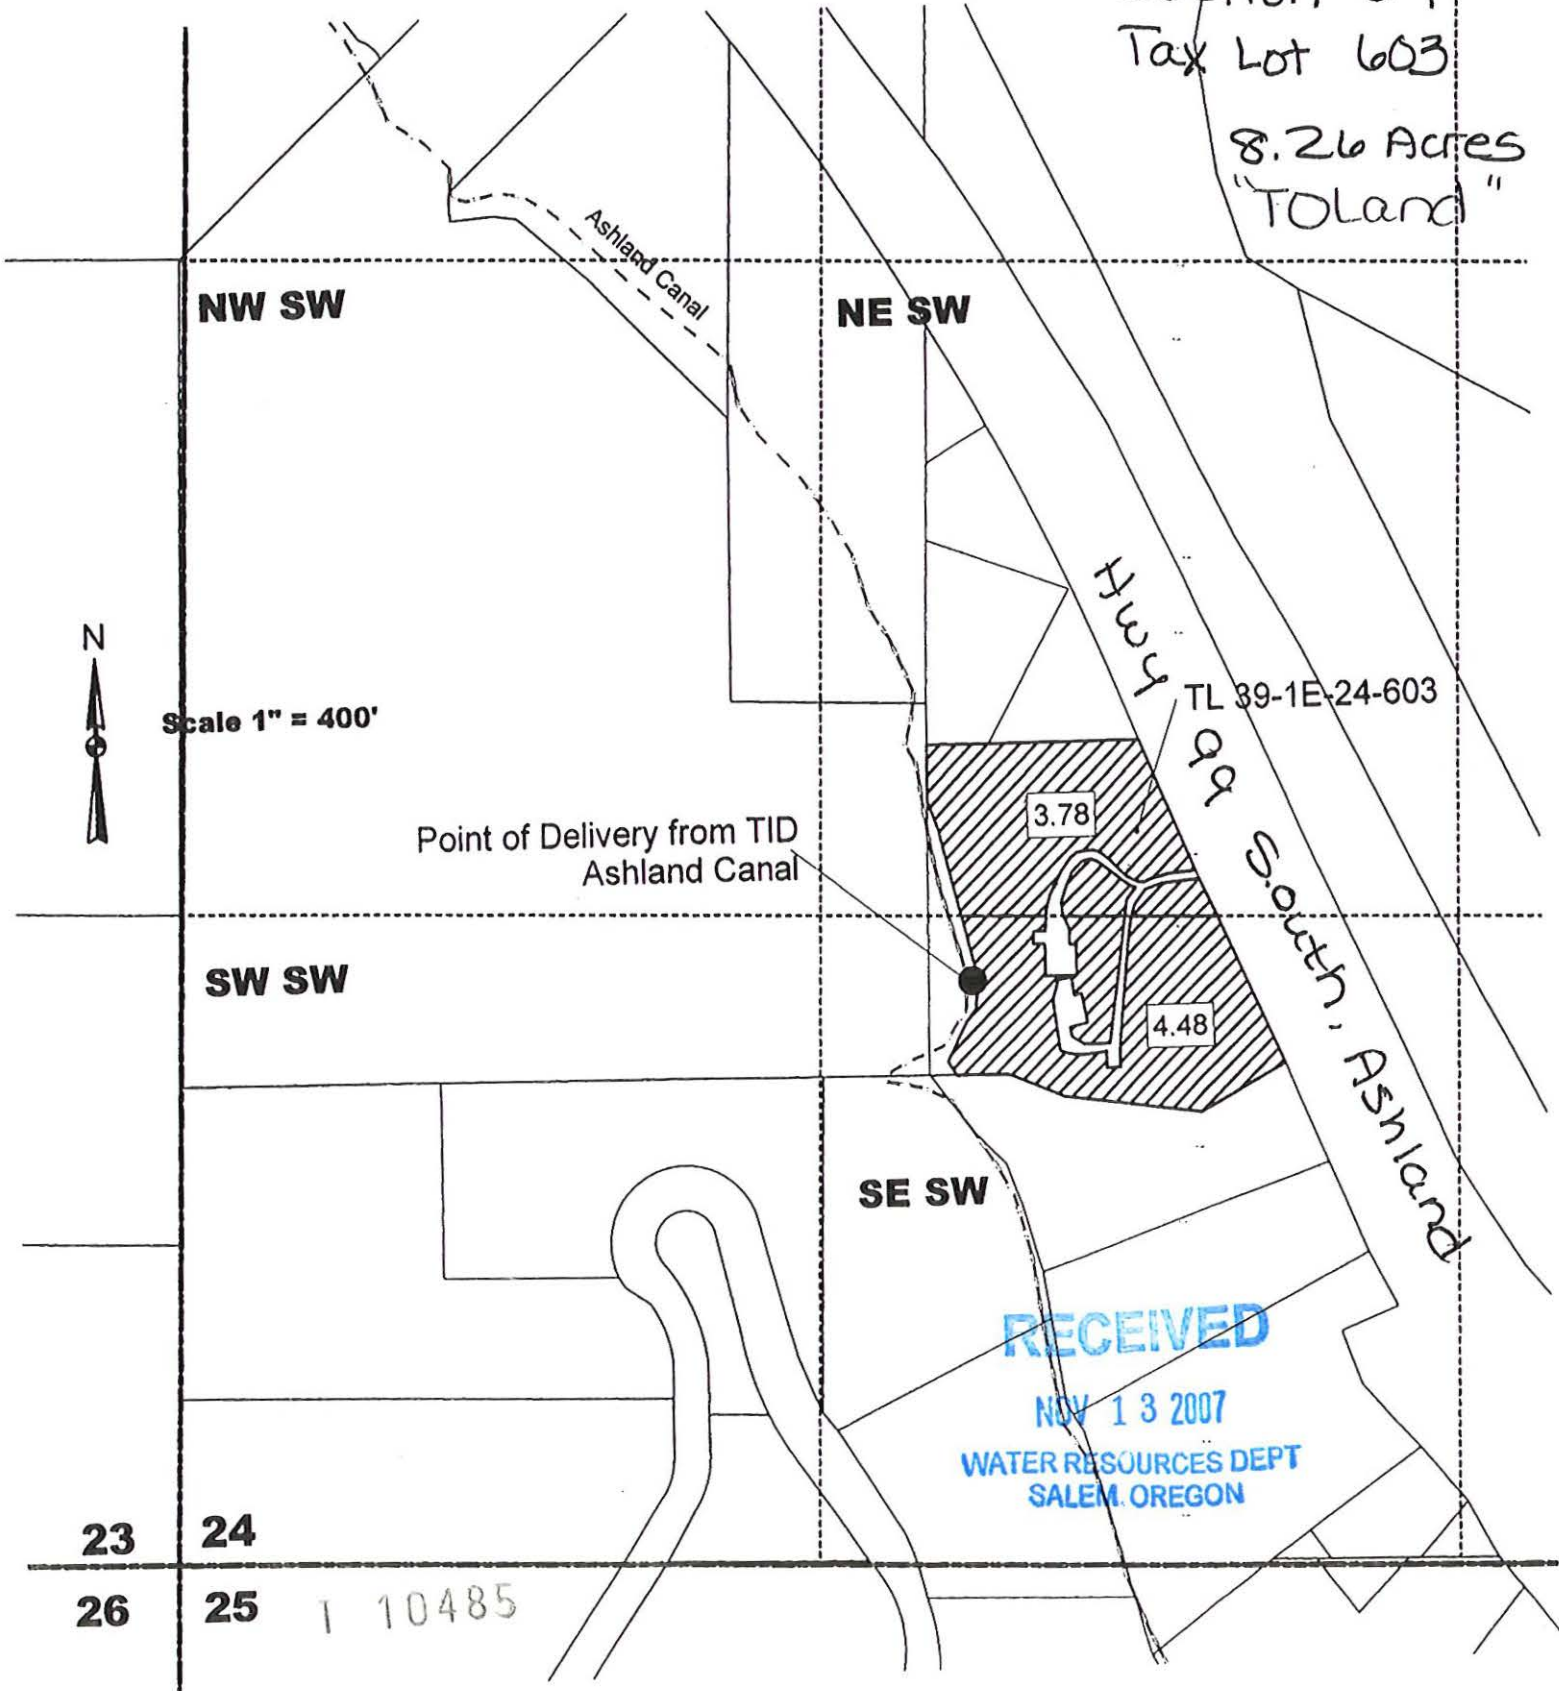 Tax Lot 603
8.26 Acres
"TOLand"
Ashland Canal
NW SW
NE SW
N
Scale 1" = 400'
Hwy 99 South, Ashland
TL 39-1E-24-603
3.78
Point of Delivery from TID
Ashland Canal
SW SW
4.48
SE SW
RECEIVED
NOV 13 2007
WATER RESOURCES DEPT
SALEM, OREGON
23
24
26
25
T 10485